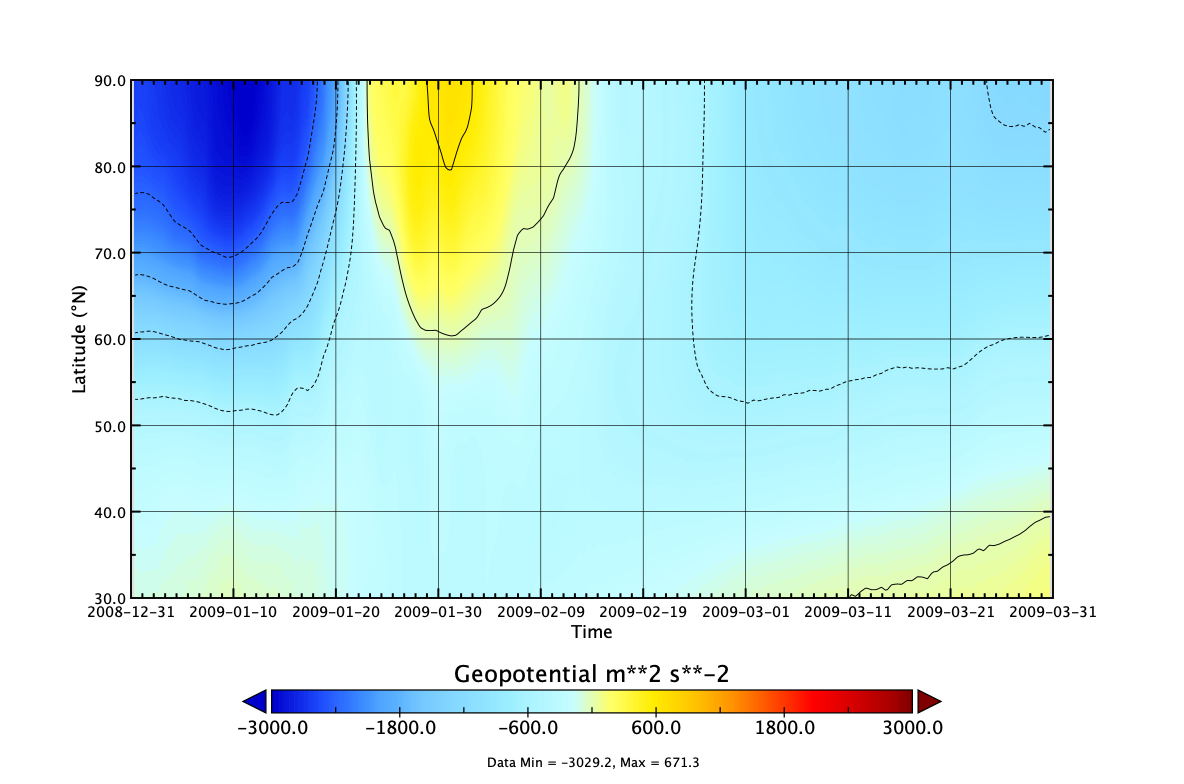 90.0
80.0
70.0
60.0
50.0
40.0
30.0
Latitude (°N)
2008−12−31 2009−01−10 2009−01−20 2009−01−30 2009−02−09 2009−02−19 2009−03−01 2009−03−11 2009−03−21 2009−03−31
Time
Geopotential m**2 s**−2
−3000.0 −1800.0 −600.0 600.0 1800.0 3000.0
Data Min = −3029.2, Max = 671.3